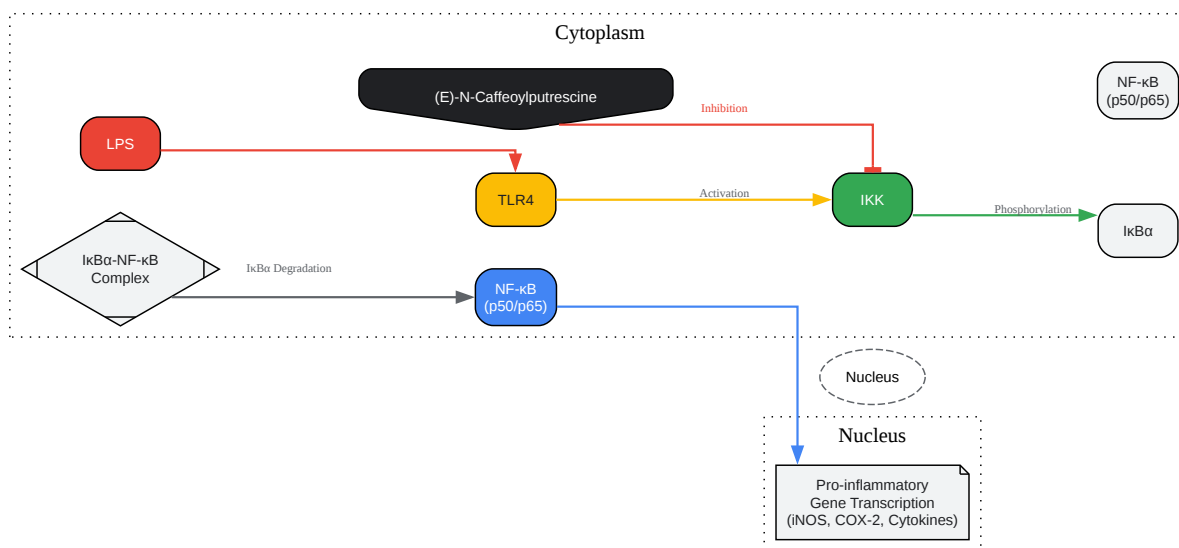 Cytoplasm
(E)-N-Caffeoylputrescine
Inhibition
NF-κB
(p50/p65)
LPS
TLR4
Activation
IKK
Phosphorylation
IκBα
IκBα-NF-κB
Complex
IκBα Degradation
NF-κB
(p50/p65)
Nucleus
Nucleus
Pro-inflammatory
Gene Transcription
(iNOS, COX-2, Cytokines)